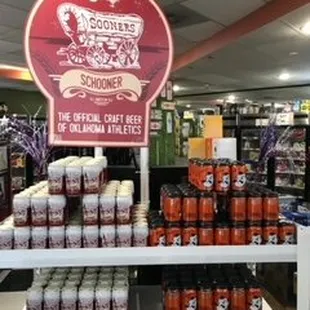 SOONERS
SCHOONER
THE OFFICIAL CRAFT BEER
OF OKLAHOMA ATHLETICS